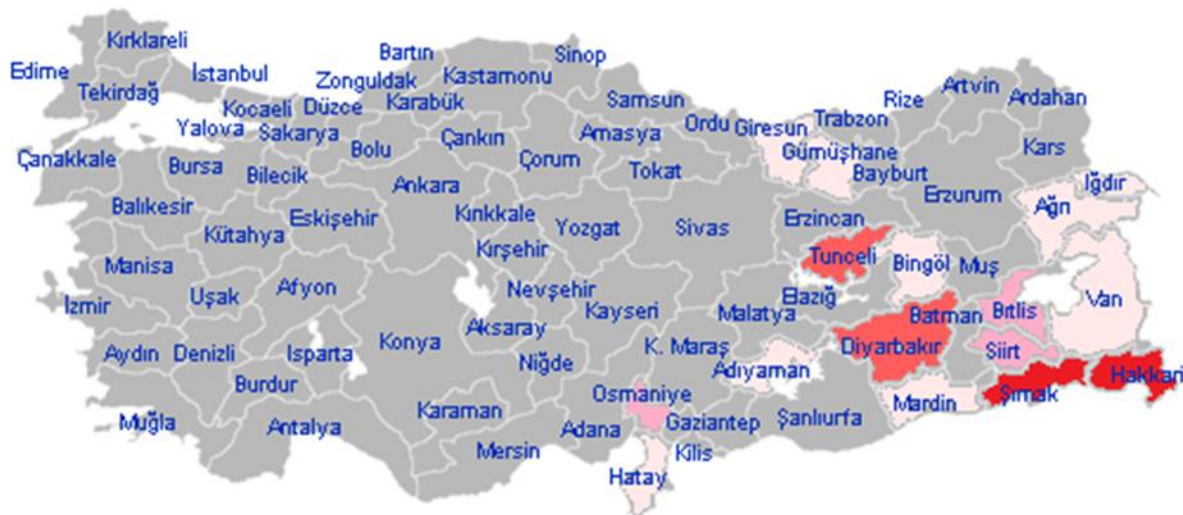 Kırklareli
Edirne
Tekirdağ
İstanbul
Kocaeli
Yalova
Sakarya
Düzce
Zonguldak
Bartın
Karabük
Kastamonu
Sinop
Samsun
Ordu
Giresun
Trabzon
Gümüşhane
Rize
Artvin
Ardahan
Kars
Bayburt
Erzurum
Iğdır
Ağrı
Çanakkale
Bursa
Bilecik
Bolu
Çankırı
Çorum
Amasya
Tokat
Balıkesir
Kütahya
Eskişehir
Ankara
Kırıkkale
Kırşehir
Yozgat
Sivas
Erzincan
Tunceli
Bingöl
Muş
Bitlis
Van
Manisa
İzmir
Uşak
Afyon
Nevşehir
Kayseri
Malatya
Elazığ
Batman
Siirt
Diyarbakır
Konya
Aksaray
Niğde
K. Maraş
Adıyaman
Aydın
Denizli
Isparta
Burdur
Muğla
Antalya
Karaman
Mersin
Adana
Osmaniye
Gaziantep
Kilis
Hatay
Şanlıurfa
Mardin
Şırnak
Hakkari